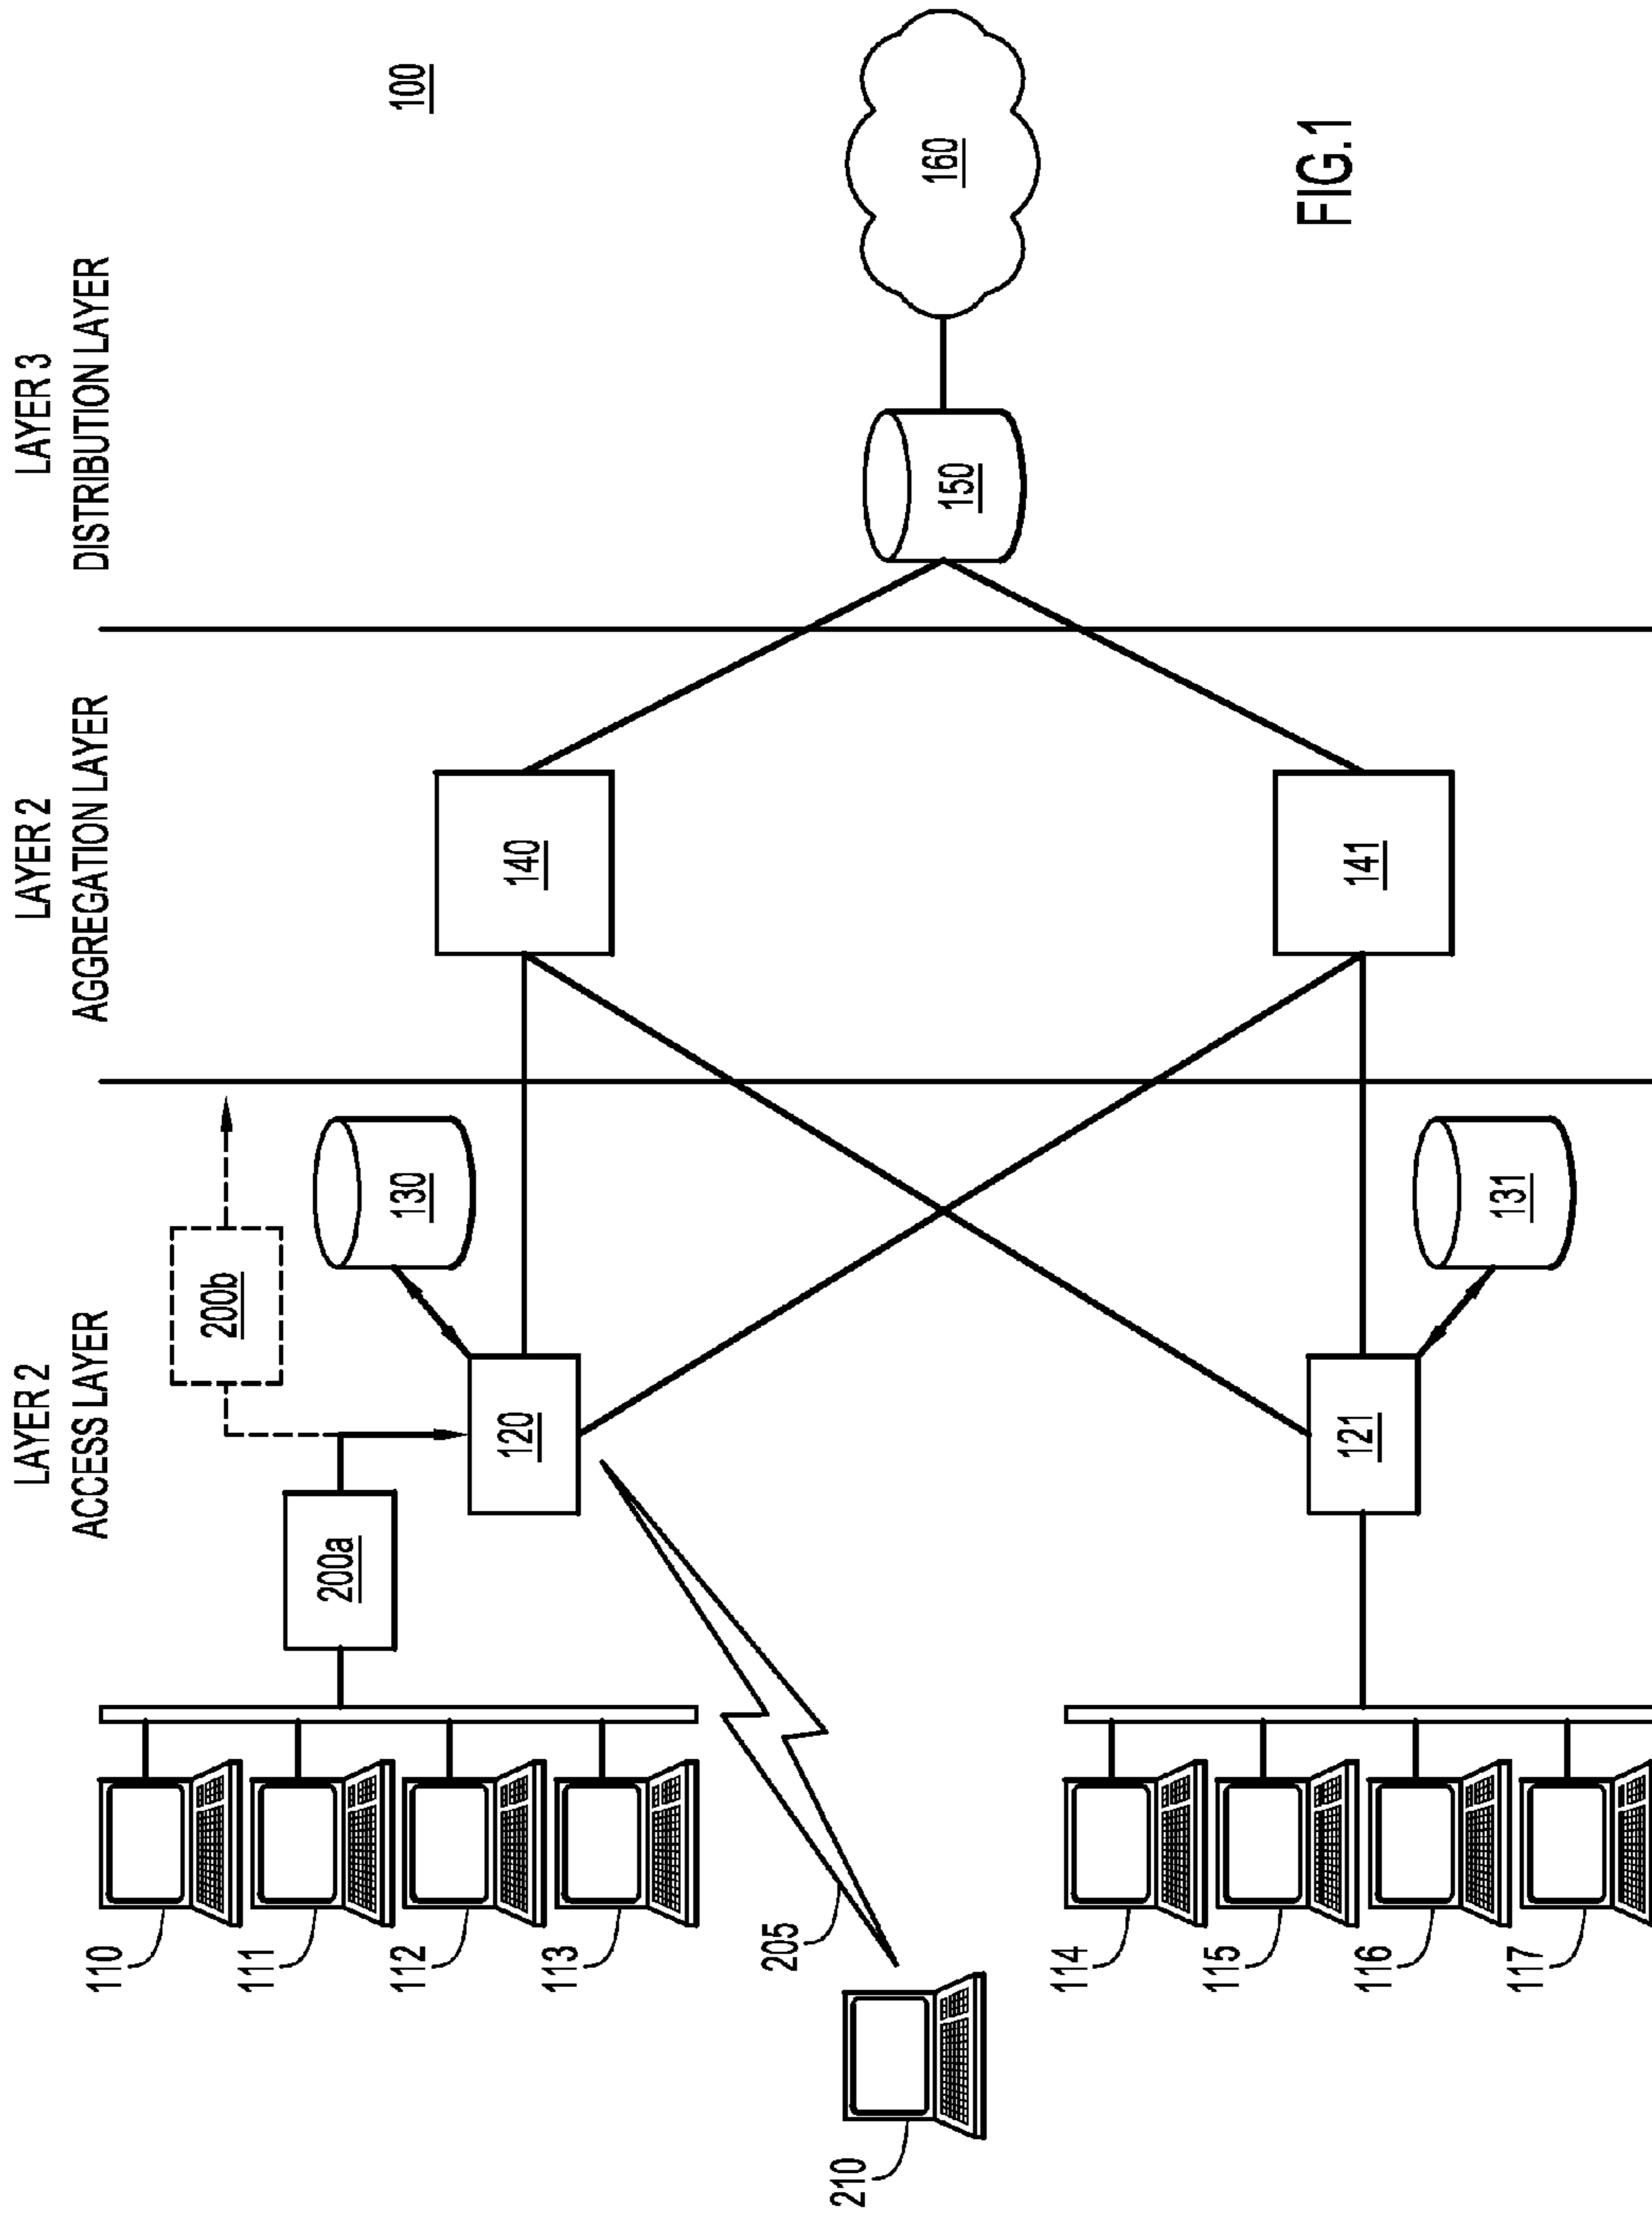 LAYER 2
ACCESS LAYER
LAYER 2
AGGREGATION LAYER
LAYER 3
DISTRIBUTION LAYER
100
110
111
112
113
200a
200b
120
130
140
150
160
205
210
114
115
116
117
121
131
141
FIG.1